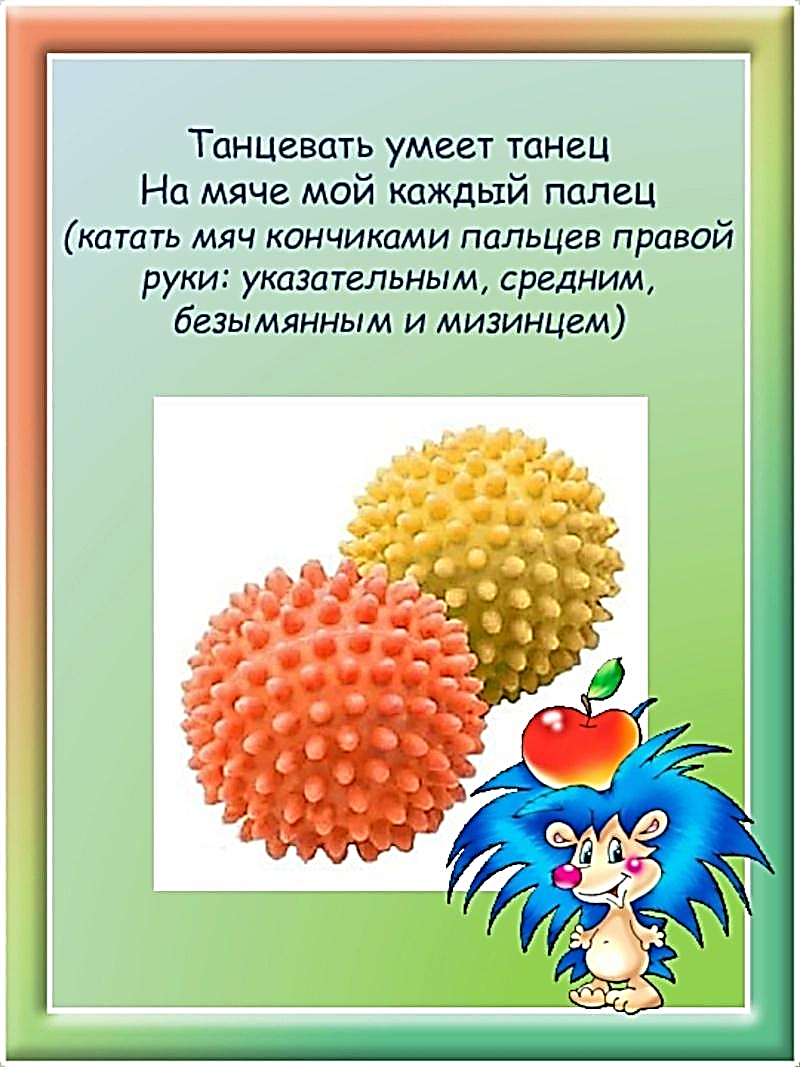 Танцевать умеет танец
На мяче мой каждый палец
(катать мяч кончиками пальцев правой
руки: указательным, средним,
безымянным и мизинцем)